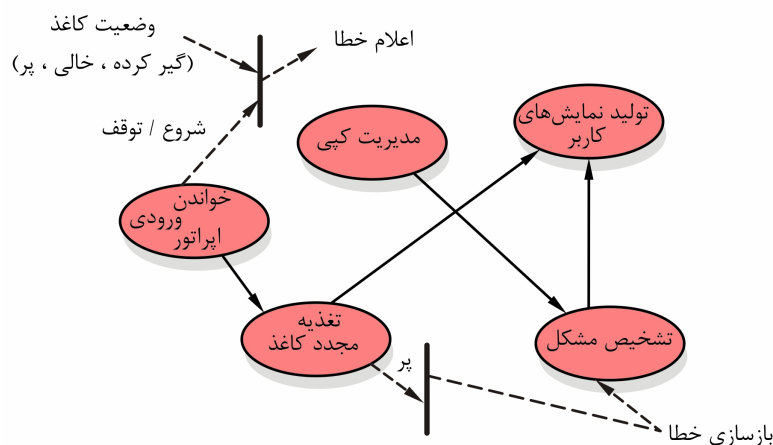 وضعیت کاغذ
(گیر کرده ، خالی ، پر)
اعلام خطا
شروع / توقف
مدیریت کپی
تولید نمایش‌های
کاربر
خواندن
ورودی
اپراتور
تغذیه
مجدد کاغذ
تشخیص مشکل
پر
بازسازی خطا